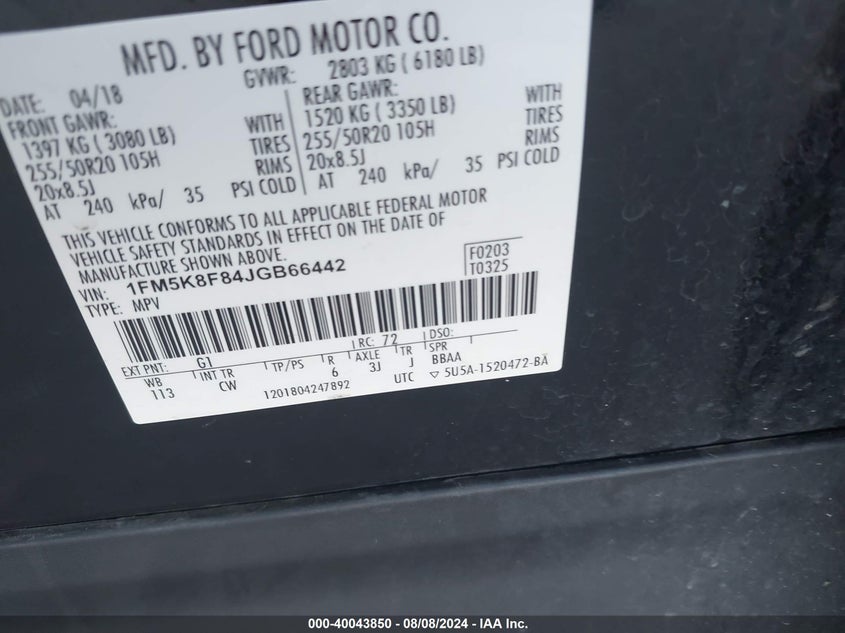 MFD. BY FORD MOTOR CO.
DATE: 04/18 GVWR: 2803 KG ( 6180 LB)
FRONT GAWR: WITH REAR GAWR: WITH
1397 KG ( 3080 LB) TIRES 1520 KG ( 3350 LB) TIRES
255/50R20 105H RIMS 255/50R20 105H RIMS
20x8.5J 20x8.5J
AT 240 kPa/ 35 PSI COLD AT 240 kPa/ 35 PSI COLD
THIS VEHICLE CONFORMS TO ALL APPLICABLE FEDERAL MOTOR
VEHICLE SAFETY STANDARDS IN EFFECT ON THE DATE OF
MANUFACTURE SHOWN ABOVE.
VIN: 1FM5K8F84JGB66442 F0203
TYPE: MPV T0325
EXT PNT: G1 RC: 72 DSO:
WB INT TR TP/PS R AXLE TR SPR
113 CW 6 3J J BBAA
1201804247892 UTC ▽ 5U5A-1520472-BA
000-40043850 - 08/08/2024 - IAA Inc.